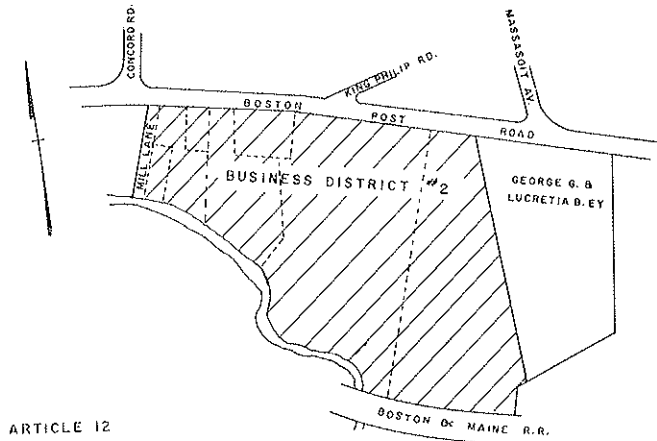 CONCORD RD.
KING PHILIP RD.
MASSASOIT AV.
BOSTON POST ROAD
MILL LANE
BUSINESS DISTRICT #2
GEORGE G. &
LUCRETIA B. EY
BOSTON & MAINE R.R.
ARTICLE 12